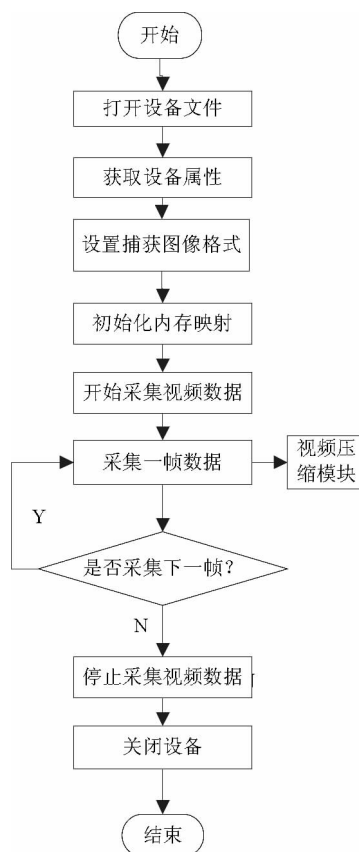 开始
打开设备文件
获取设备属性
设置捕获图像格式
初始化内存映射
开始采集视频数据
采集一帧数据
视频压
缩模块
Y
是否采集下一帧?
N
停止采集视频数据
关闭设备
结束